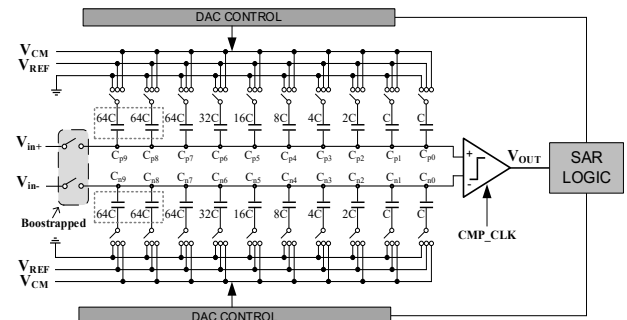 DAC CONTROL
VCM
VREF
64C 64C 64C 32C 16C 8C 4C 2C C C
Vin+
Cp9 Cp8 Cp7 Cp6 Cp5 Cp4 Cp3 Cp2 Cp1 Cp0
+
VOUT
SAR
LOGIC
Vin-
Cn9 Cn8 Cn7 Cn6 Cn5 Cn4 Cn3 Cn2 Cn1 Cn0
-
64C 64C 64C 32C 16C 8C 4C 2C C C
Boostrapped
CMP_CLK
VREF
VCM
DAC CONTROL